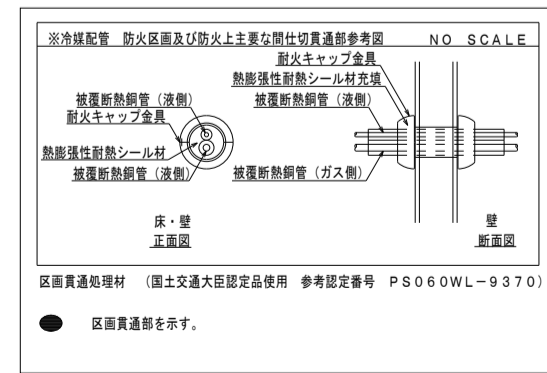 ※冷媒配管 防火区画及び防火上主要な間仕切貫通部参考図 NO SCALE
耐火キャップ金具
熱膨張性耐熱シール材充填
被覆断熱銅管（液側） 被覆断熱銅管（液側）
耐火キャップ金具
熱膨張性耐熱シール材
被覆断熱銅管（液側） 被覆断熱銅管（ガス側）
床・壁 壁
正面図 断面図
区画貫通処理材 （国土交通大臣認定品使用 参考認定番号 PS060WL－9370）
区画貫通部を示す。